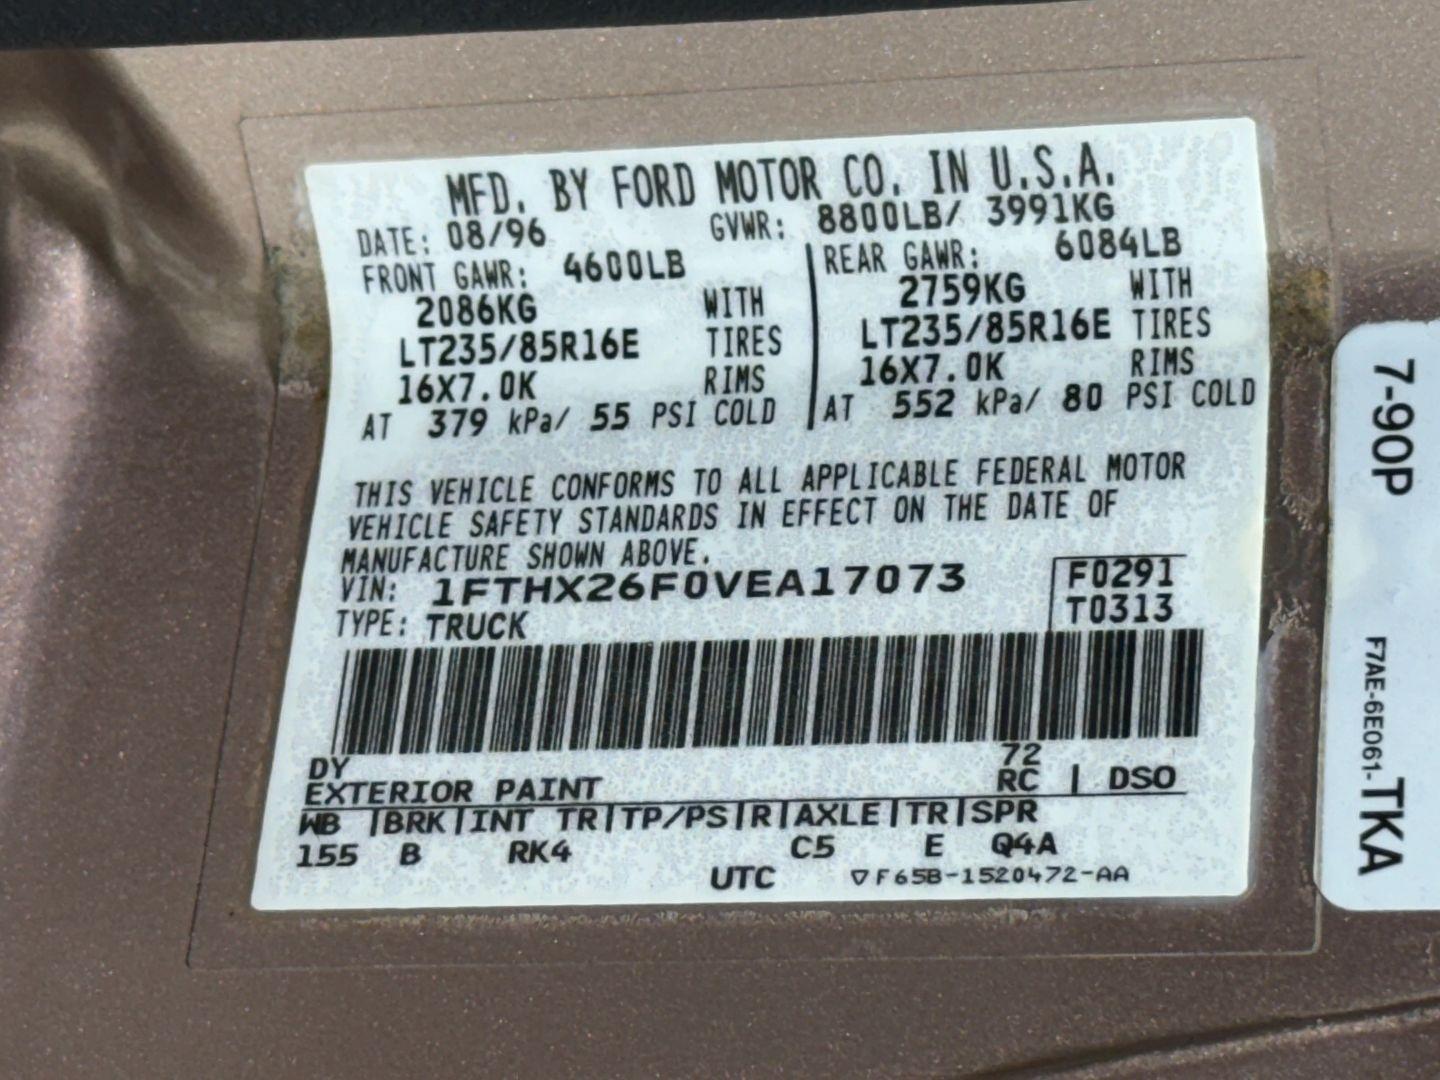 MFD. BY FORD MOTOR CO. IN U.S.A.
DATE: 08/96 GVWR: 8800LB/ 3991KG
FRONT GAWR: 4600LB REAR GAWR: 6084LB
2086KG WITH 2759KG WITH
LT235/85R16E TIRES LT235/85R16E TIRES
16X7.0K RIMS 16X7.0K RIMS
AT 379 kPa/ 55 PSI COLD AT 552 kPa/ 80 PSI COLD
THIS VEHICLE CONFORMS TO ALL APPLICABLE FEDERAL MOTOR
VEHICLE SAFETY STANDARDS IN EFFECT ON THE DATE OF
MANUFACTURE SHOWN ABOVE.
VIN: 1FTHX26F0VEA17073 F0291
TYPE: TRUCK T0313
DY 72
EXTERIOR PAINT RC | DSO
WB |BRK|INT TR|TP/PS|R|AXLE|TR|SPR
155 B RK4 C5 E Q4A
UTC ▽F65B-1520472-AA
7-90P
F7AE-6E061-TKA